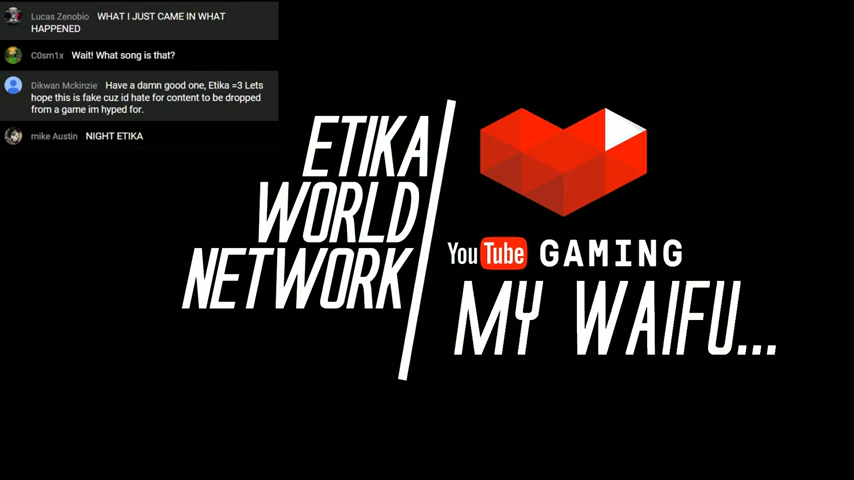 Lucas Zenobio WHAT I JUST CAME IN WHAT
HAPPENED
C0sm1x Wait! What song is that?
Dikwan Mckinzie Have a damn good one, Etika =3 Lets
hope this is fake cuz id hate for content to be dropped
from a game im hyped for.
mike Austin NIGHT ETIKA
ETIKA
WORLD
NETWORK
YouTube GAMING
MY WAIFU...